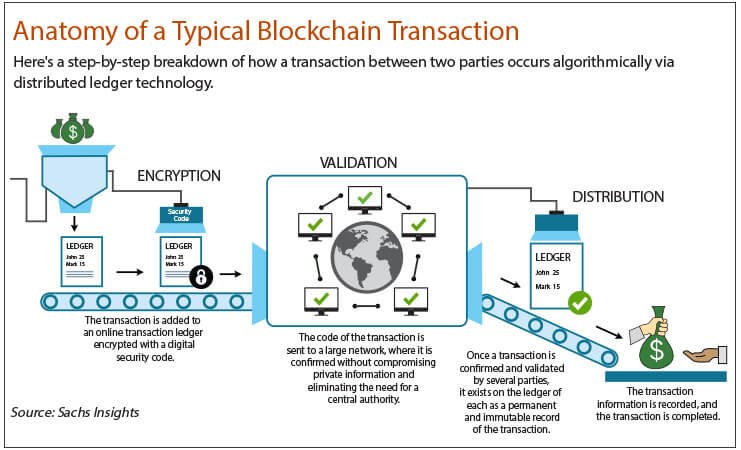 Anatomy of a Typical Blockchain Transaction
Here's a step-by-step breakdown of how a transaction between two parties occurs algorithmically via
distributed ledger technology.
ENCRYPTION
Security
Code
LEDGER
John 25
Mark 15
LEDGER
John 25
Mark 15
The transaction is added to
an online transaction ledger
encrypted with a digital
security code.
VALIDATION
The code of the transaction is
sent to a large network, where it is
confirmed without compromising
private information and
eliminating the need for a
central authority.
DISTRIBUTION
LEDGER
John 25
Mark 15
Once a transaction is
confirmed and validated
by several parties,
it exists on the ledger of
each as a permanent
and immutable record
of the transaction.
The transaction
information is recorded, and
the transaction is completed.
Source: Sachs Insights